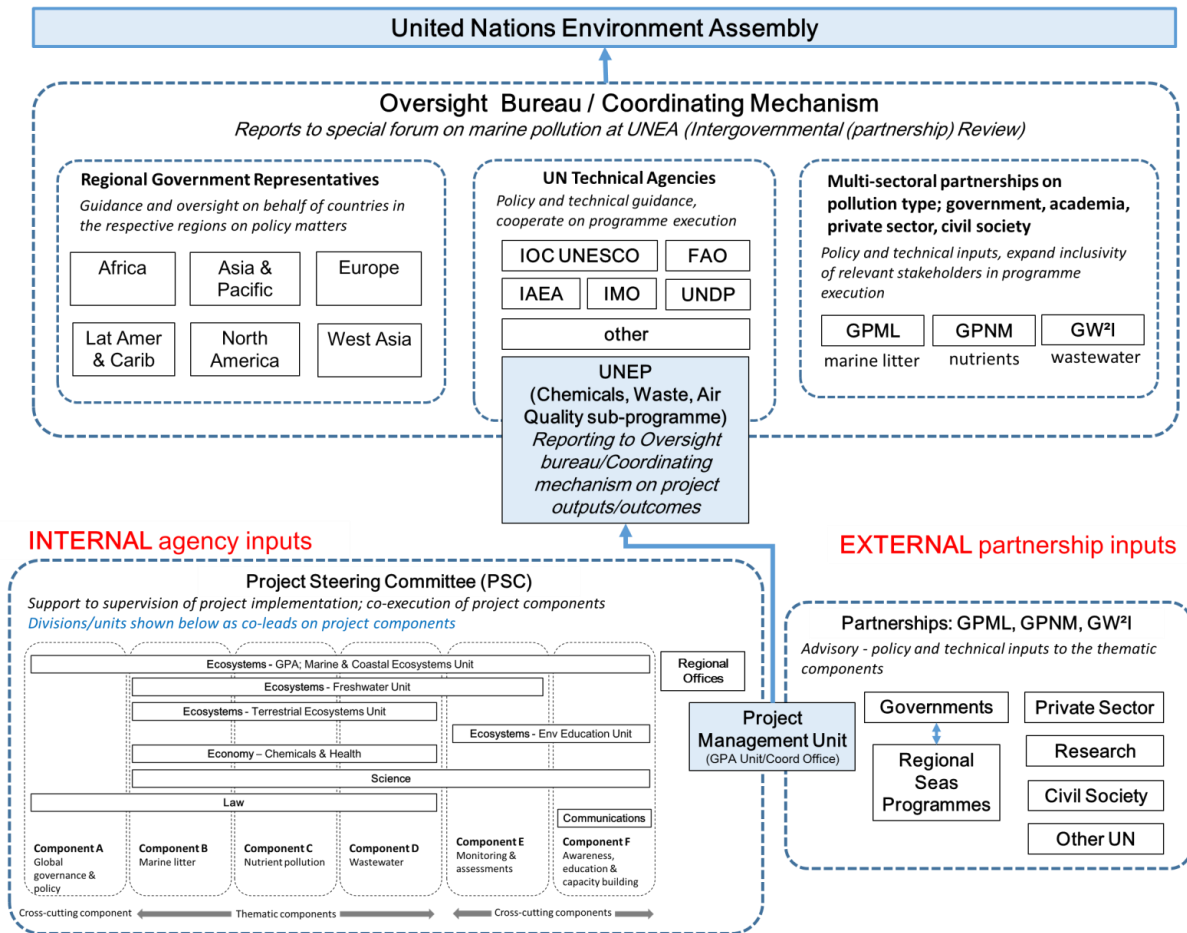 United Nations Environment Assembly
Oversight Bureau / Coordinating Mechanism
Reports to special forum on marine pollution at UNEA (Intergovernmental (partnership) Review)
Regional Government Representatives
Guidance and oversight on behalf of countries in
the respective regions on policy matters
Africa
Asia &
Pacific
Europe
Lat Amer
& Carib
North
America
West Asia
UN Technical Agencies
Policy and technical guidance,
cooperate on programme execution
IOC UNESCO
FAO
IAEA
IMO
UNDP
other
UNEP
(Chemicals, Waste, Air
Quality sub-programme)
Reporting to Oversight
bureau/Coordinating
mechanism on project
outputs/outcomes
Multi-sectoral partnerships on
pollution type; government, academia,
private sector, civil society
Policy and technical inputs, expand inclusivity
of relevant stakeholders in programme
execution
GPML
GPNM
GW²I
marine litter
nutrients
wastewater
INTERNAL agency inputs
Project Steering Committee (PSC)
Support to supervision of project implementation; co-execution of project components
Divisions/units shown below as co-leads on project components
Ecosystems - GPA; Marine & Coastal Ecosystems Unit
Ecosystems - Freshwater Unit
Ecosystems - Terrestrial Ecosystems Unit
Ecosystems - Env Education Unit
Economy – Chemicals & Health
Science
Law
Communications
Regional
Offices
Component A
Global
governance &
policy
Component B
Marine litter
Component C
Nutrient pollution
Component D
Wastewater
Component E
Monitoring &
assessments
Component F
Awareness,
education &
capacity building
Cross-cutting component
Thematic components
Cross-cutting components
Project
Management Unit
(GPA Unit/Coord Office)
EXTERNAL partnership inputs
Partnerships: GPML, GPNM, GW²I
Advisory - policy and technical inputs to the thematic
components
Governments
Regional
Seas
Programmes
Private Sector
Research
Civil Society
Other UN